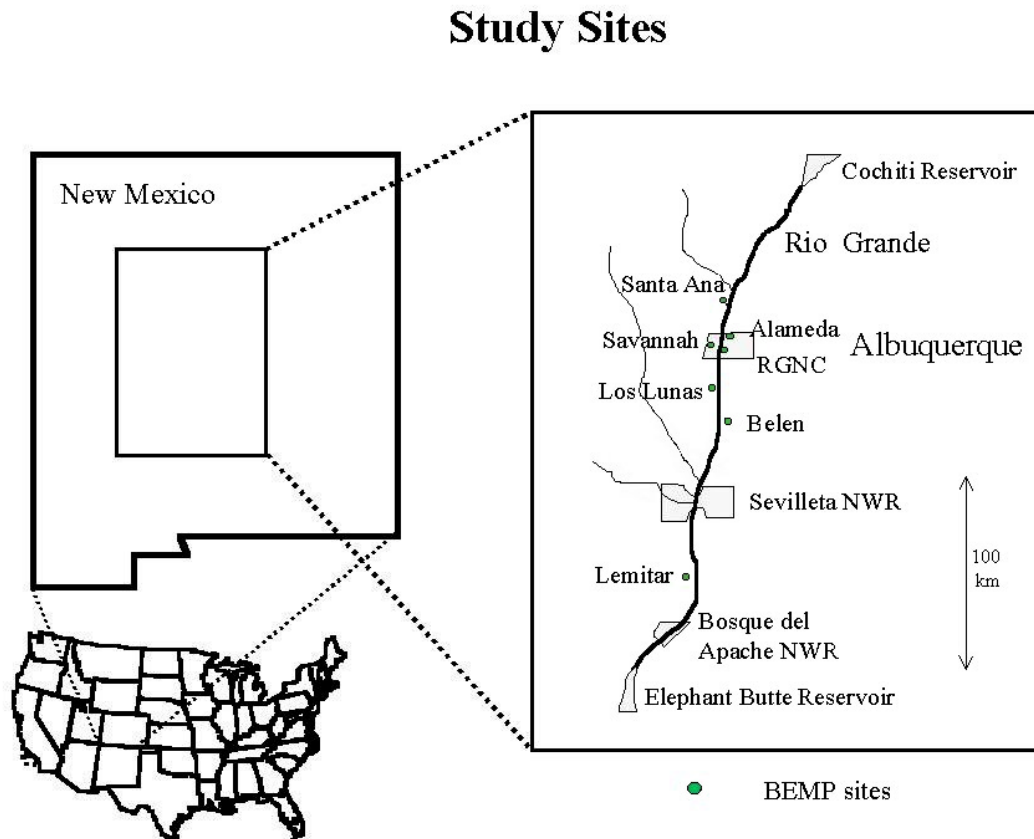 Study Sites
New Mexico
Cochiti Reservoir
Rio Grande
Santa Ana
Alameda
Savannah
Albuquerque
RGNC
Los Lunas
Belen
Sevilleta NWR
100
km
Lemitar
Bosque del
Apache NWR
Elephant Butte Reservoir
BEMP sites